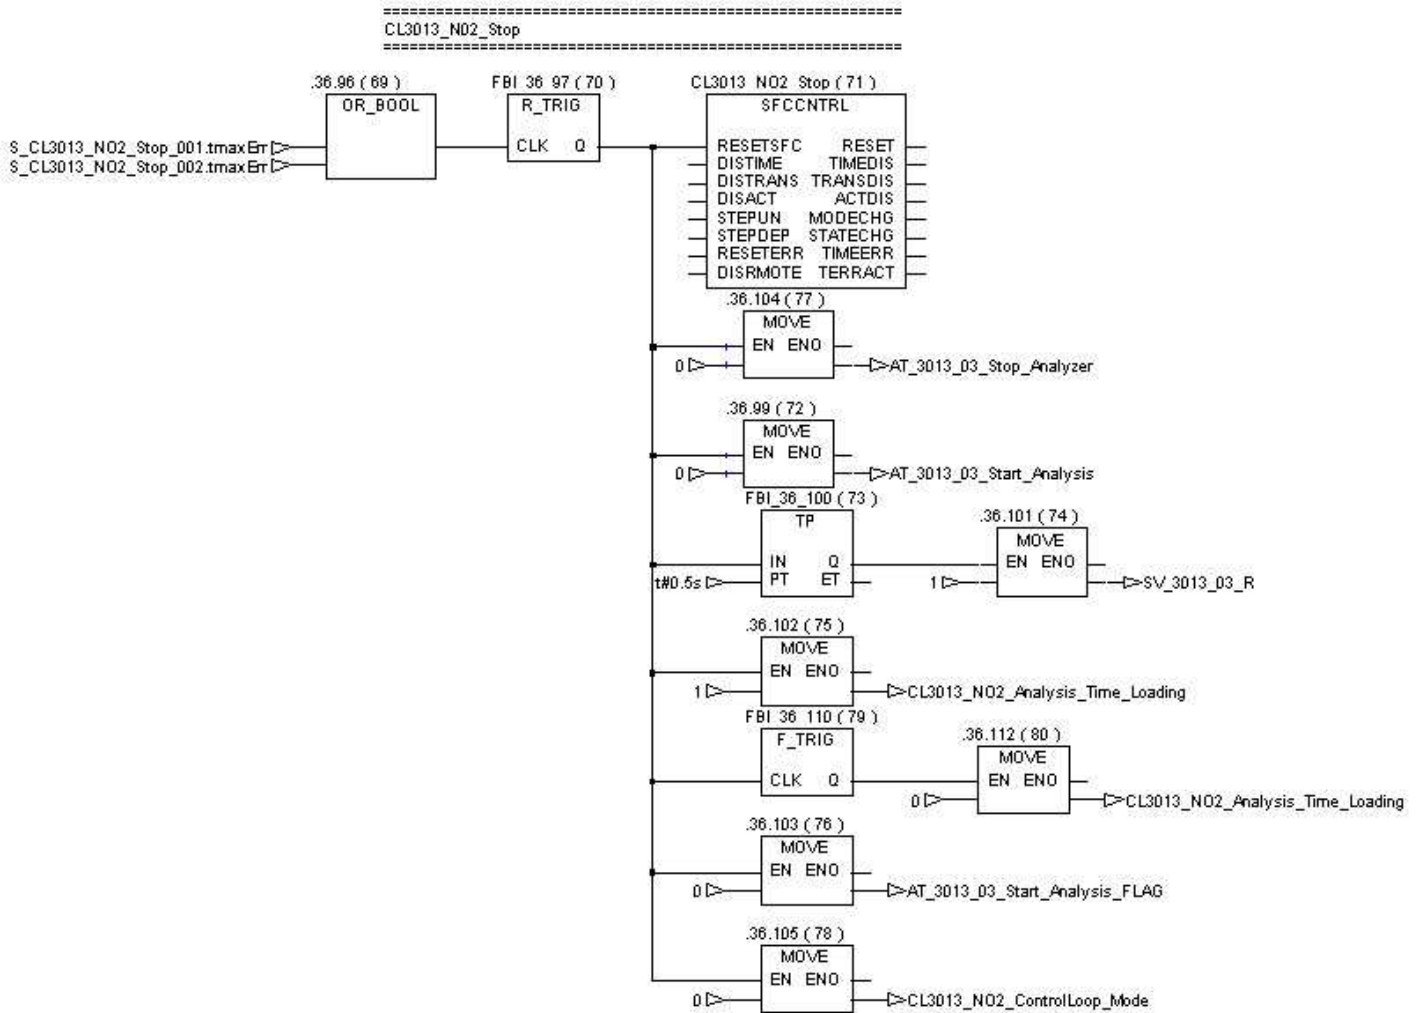 CL3013_NO2_Stop
.36.96 ( 69 )
OR_BOOL
S_CL3013_NO2_Stop_001.tmaxErr
S_CL3013_NO2_Stop_002.tmaxErr
FBI_36_97 ( 70 )
R_TRIG
CLK Q
CL3013_NO2_Stop ( 71 )
SFCCNTRL
RESETSFC RESET
DISTIME TIMEDIS
DISTRANS TRANSDIS
DISACT ACTDIS
STEPUN MODECHG
STEPDEP STATECHG
RESETERR TIMEERR
DISRMOTE TERRACT
.36.104 ( 77 )
MOVE
EN ENO
0 AT_3013_03_Stop_Analyzer
.36.99 ( 72 )
MOVE
EN ENO
0 AT_3013_03_Start_Analysis
FBI_36_100 ( 73 )
TP
IN Q
t#0.5s PT ET
.36.101 ( 74 )
MOVE
EN ENO
1 SV_3013_03_R
.36.102 ( 75 )
MOVE
EN ENO
1 CL3013_NO2_Analysis_Time_Loading
FBI_36_110 ( 79 )
F_TRIG
CLK Q
.36.112 ( 80 )
MOVE
EN ENO
0 CL3013_NO2_Analysis_Time_Loading
.36.103 ( 76 )
MOVE
EN ENO
0 AT_3013_03_Start_Analysis_FLAG
.36.105 ( 78 )
MOVE
EN ENO
0 CL3013_NO2_ControlLoop_Mode